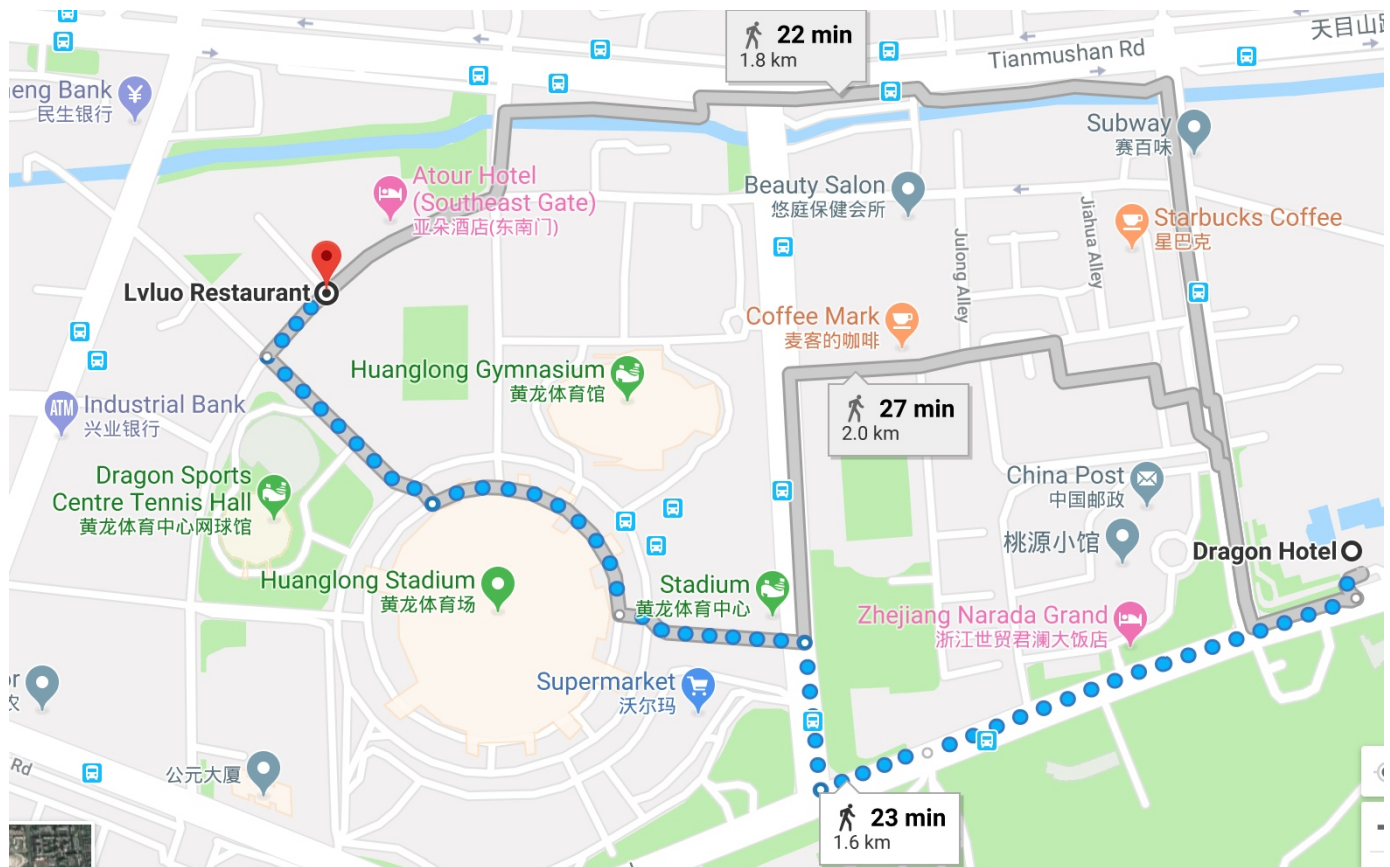 22 min
1.8 km
天目山路
Tianmushan Rd
eng Bank
民生银行
¥
Subway
赛百味
Atour Hotel
(Southeast Gate)
亚朵酒店(东南门)
Beauty Salon
悠庭保健会所
Jiahua Alley
Starbucks Coffee
星巴克
Julong Alley
Lvluo Restaurant
Coffee Mark
麦客的咖啡
Huanglong Gymnasium
黄龙体育馆
ATM
Industrial Bank
兴业银行
27 min
2.0 km
Dragon Sports
Centre Tennis Hall
黄龙体育中心网球馆
China Post
中国邮政
桃源小馆
Dragon Hotel
Huanglong Stadium
黄龙体育场
Stadium
黄龙体育中心
Zhejiang Narada Grand
浙江世贸君澜大饭店
Supermarket
沃尔玛
or
农
Rd
公元大厦
23 min
1.6 km